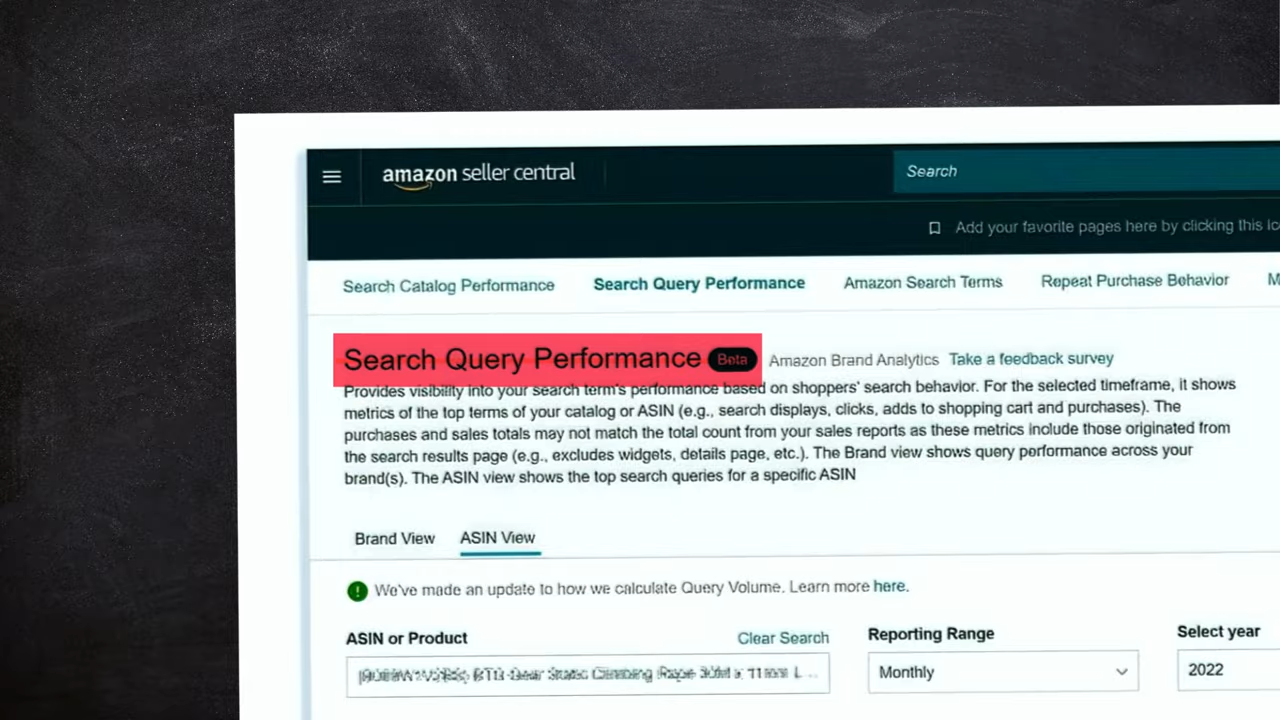 amazon seller central
Search
Add your favorite pages here by clicking this
Search Catalog Performance
Search Query Performance
Amazon Search Terms
Repeat Purchase Behavior
Search Query Performance Beta
Amazon Brand Analytics Take a feedback survey
Provides visibility into your search term's performance based on shoppers' search behavior. For the selected timeframe, it shows
metrics of the top terms of your catalog or ASIN (e.g., search displays, clicks, adds to shopping cart and purchases). The
purchases and sales totals may not match the total count from your sales reports as these metrics include those originated from
the search results page (e.g., excludes widgets, details page, etc.). The Brand view shows query performance across your
brand(s). The ASIN view shows the top search queries for a specific ASIN
Brand View
ASIN View
We've made an update to how we calculate Query Volume. Learn more here.
ASIN or Product
Clear Search
Reporting Range
Select year
Monthly
2022